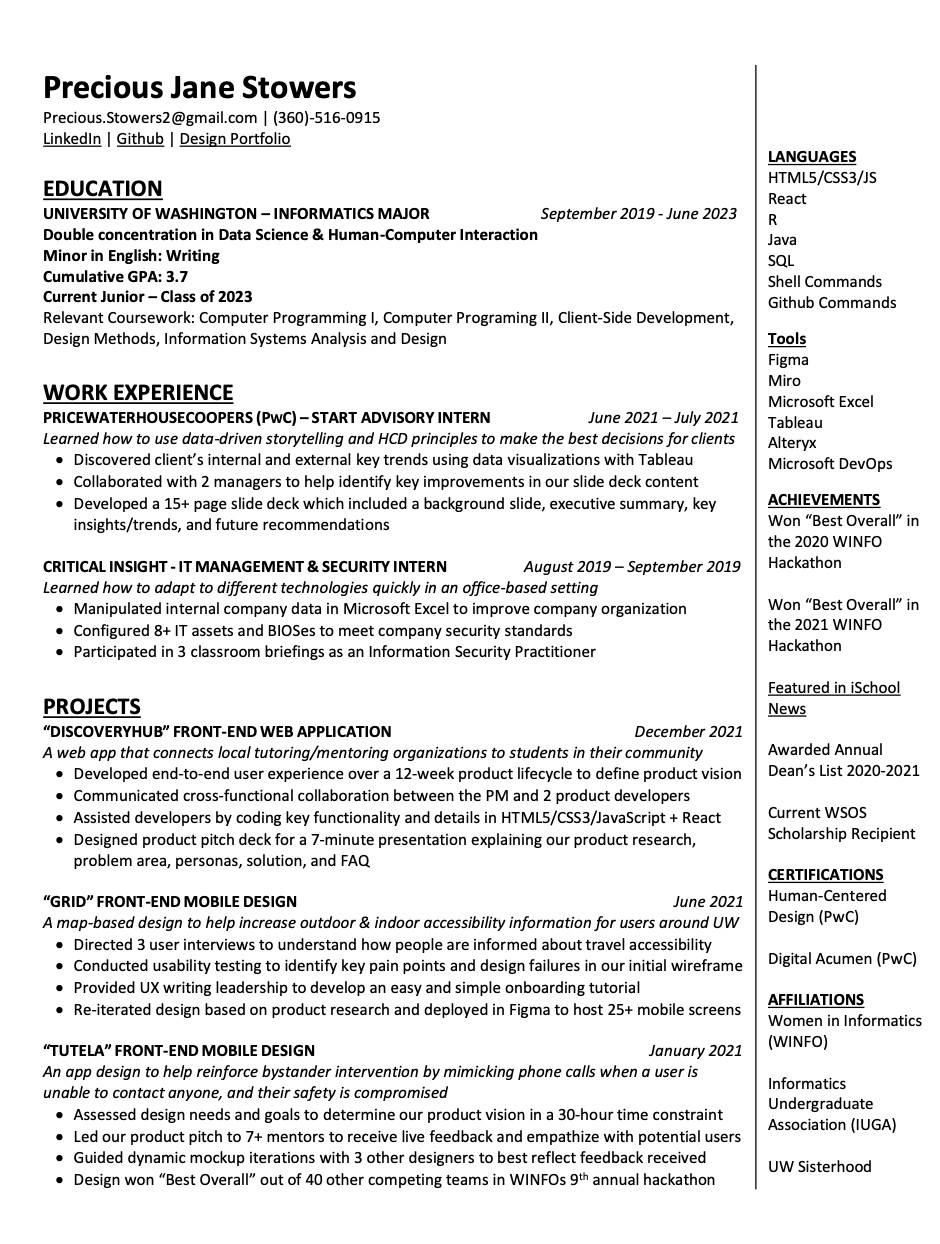 Precious Jane Stowers
Precious.Stowers2@gmail.com | (360)-516-0915
LinkedIn | Github | Design Portfolio
EDUCATION
UNIVERSITY OF WASHINGTON – INFORMATICS MAJOR September 2019 - June 2023
Double concentration in Data Science & Human-Computer Interaction
Minor in English: Writing
Cumulative GPA: 3.7
Current Junior – Class of 2023
Relevant Coursework: Computer Programming I, Computer Programing II, Client-Side Development,
Design Methods, Information Systems Analysis and Design
WORK EXPERIENCE
PRICEWATERHOUSECOOPERS (PwC) – START ADVISORY INTERN June 2021 – July 2021
Learned how to use data-driven storytelling and HCD principles to make the best decisions for clients
• Discovered client’s internal and external key trends using data visualizations with Tableau
• Collaborated with 2 managers to help identify key improvements in our slide deck content
• Developed a 15+ page slide deck which included a background slide, executive summary, key
insights/trends, and future recommendations
CRITICAL INSIGHT - IT MANAGEMENT & SECURITY INTERN August 2019 – September 2019
Learned how to adapt to different technologies quickly in an office-based setting
• Manipulated internal company data in Microsoft Excel to improve company organization
• Configured 8+ IT assets and BIOSes to meet company security standards
• Participated in 3 classroom briefings as an Information Security Practitioner
PROJECTS
“DISCOVERYHUB” FRONT-END WEB APPLICATION December 2021
A web app that connects local tutoring/mentoring organizations to students in their community
• Developed end-to-end user experience over a 12-week product lifecycle to define product vision
• Communicated cross-functional collaboration between the PM and 2 product developers
• Assisted developers by coding key functionality and details in HTML5/CSS3/JavaScript + React
• Designed product pitch deck for a 7-minute presentation explaining our product research,
problem area, personas, solution, and FAQ
“GRID” FRONT-END MOBILE DESIGN June 2021
A map-based design to help increase outdoor & indoor accessibility information for users around UW
• Directed 3 user interviews to understand how people are informed about travel accessibility
• Conducted usability testing to identify key pain points and design failures in our initial wireframe
• Provided UX writing leadership to develop an easy and simple onboarding tutorial
• Re-iterated design based on product research and deployed in Figma to host 25+ mobile screens
“TUTELA” FRONT-END MOBILE DESIGN January 2021
An app design to help reinforce bystander intervention by mimicking phone calls when a user is
unable to contact anyone, and their safety is compromised
• Assessed design needs and goals to determine our product vision in a 30-hour time constraint
• Led our product pitch to 7+ mentors to receive live feedback and empathize with potential users
• Guided dynamic mockup iterations with 3 other designers to best reflect feedback received
• Design won “Best Overall” out of 40 other competing teams in WINFOs 9th annual hackathon
LANGUAGES
HTML5/CSS3/JS
React
R
Java
SQL
Shell Commands
Github Commands
Tools
Figma
Miro
Microsoft Excel
Tableau
Alteryx
Microsoft DevOps
ACHIEVEMENTS
Won “Best Overall” in
the 2020 WINFO
Hackathon
Won “Best Overall” in
the 2021 WINFO
Hackathon
Featured in iSchool
News
Awarded Annual
Dean’s List 2020-2021
Current WSOS
Scholarship Recipient
CERTIFICATIONS
Human-Centered
Design (PwC)
Digital Acumen (PwC)
AFFILIATIONS
Women in Informatics
(WINFO)
Informatics
Undergraduate
Association (IUGA)
UW Sisterhood